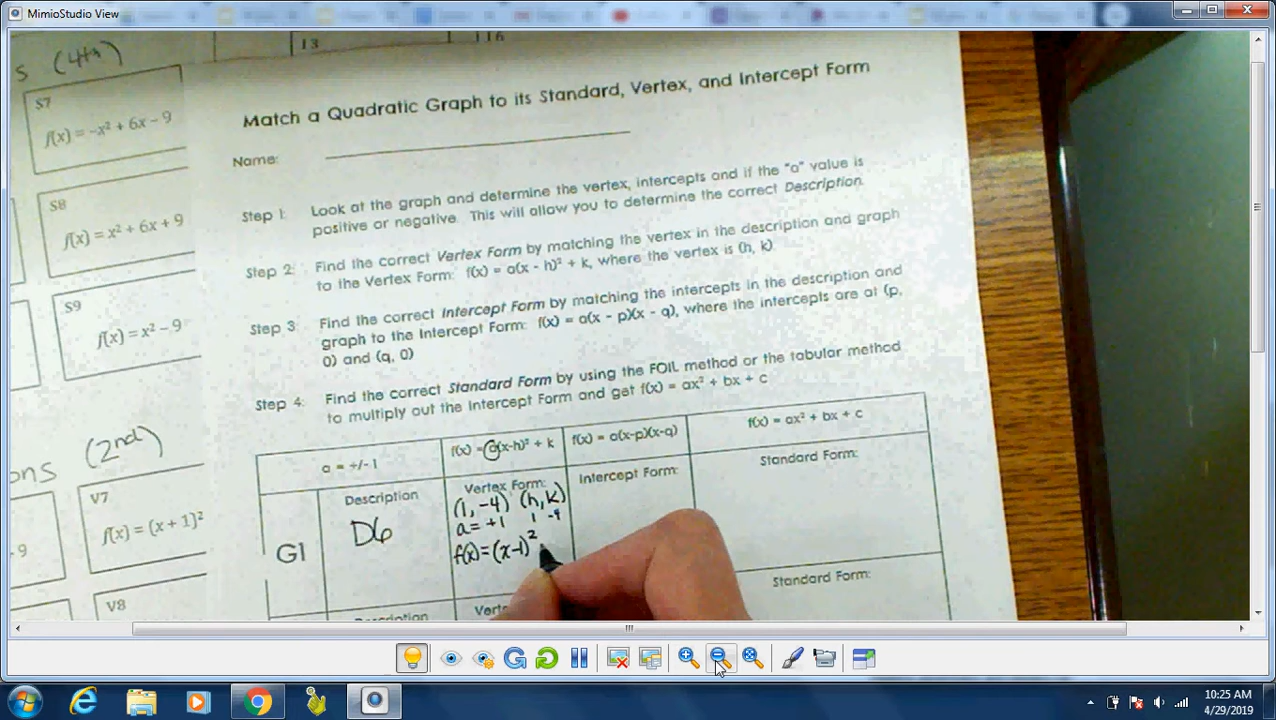 MimioStudio View
13
116
s (4th)
S7
f(x) = -x² + 6x - 9
S8
f(x) = x² + 6x + 9
S9
f(x) = x² - 9
ons (2nd)
-9
V7
f(x) = (x + 1)²
V8
Match a Quadratic Graph to its Standard, Vertex, and Intercept Form
Name:
Step 1: Look at the graph and determine the vertex, intercepts and if the "a" value is
positive or negative. This will allow you to determine the correct Description.
Step 2: Find the correct Vertex Form by matching the vertex in the description and graph
to the Vertex Form: f(x) = a(x - h)² + k, where the vertex is (h, k).
Step 3: Find the correct Intercept Form by matching the intercepts in the description and
graph to the Intercept Form: f(x) = a(x - p)(x - q), where the intercepts are at (p,
0) and (q, 0)
Step 4: Find the correct Standard Form by using the FOIL method or the tabular method
to multiply out the Intercept Form and get f(x) = ax² + bx + c
a = +/- 1
f(x) = a(x-h)² + k
f(x) = a(x-p)(x-q)
f(x) = ax² + bx + c
G1
Description
D6
Vertex Form:
(1, -4) (h, k)
a = +1 1 -4
f(x) = (x-1)²
Intercept Form:
Standard Form:
Description
Standard Form:
10:25 AM
4/29/2019